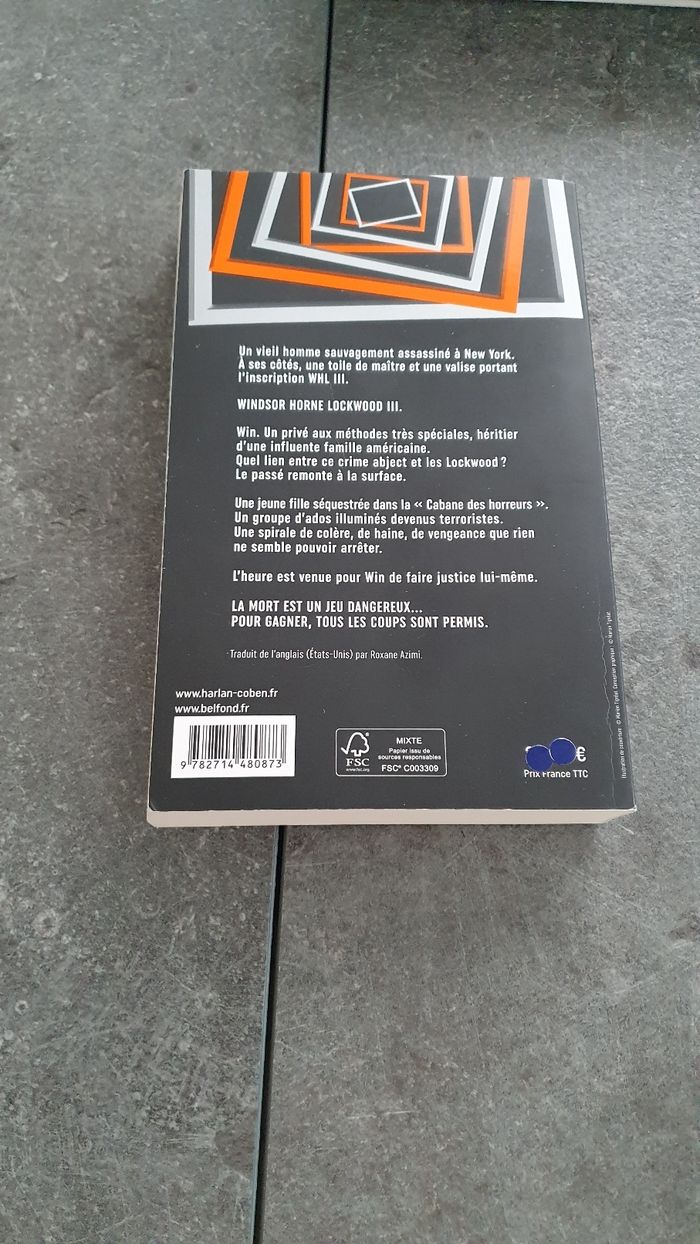 Un vieil homme sauvagement assassiné à New York.
À ses côtés, une toile de maître et une valise portant
l'inscription WHL III.
WINDSOR HORNE LOCKWOOD III.
Win. Un privé aux méthodes très spéciales, héritier
d'une influente famille américaine.
Quel lien entre ce crime abject et les Lockwood ?
Le passé remonte à la surface.
Une jeune fille séquestrée dans la « Cabane des horreurs ».
Un groupe d'ados illuminés devenus terroristes.
Une spirale de colère, de haine, de vengeance que rien
ne semble pouvoir arrêter.
L'heure est venue pour Win de faire justice lui-même.
LA MORT EST UN JEU DANGEREUX...
POUR GAGNER, TOUS LES COUPS SONT PERMIS.
Traduit de l'anglais (États-Unis) par Roxane Azimi.
www.harlan-coben.fr
www.belfond.fr
9 782714 480873
FSC
www.fsc.org
MIXTE
Papier issu de
sources responsables
FSC® C003309
€
Prix France TTC